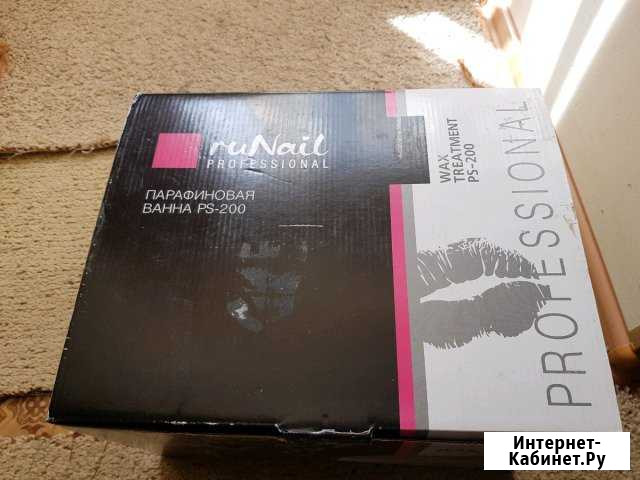 ruNail
PROFESSIONAL
ПАРАФИНОВАЯ
ВАННА PS-200
WAX
TREATMENT
PS-200
PROFESSIONAL
Интернет-
Кабинет.Ру